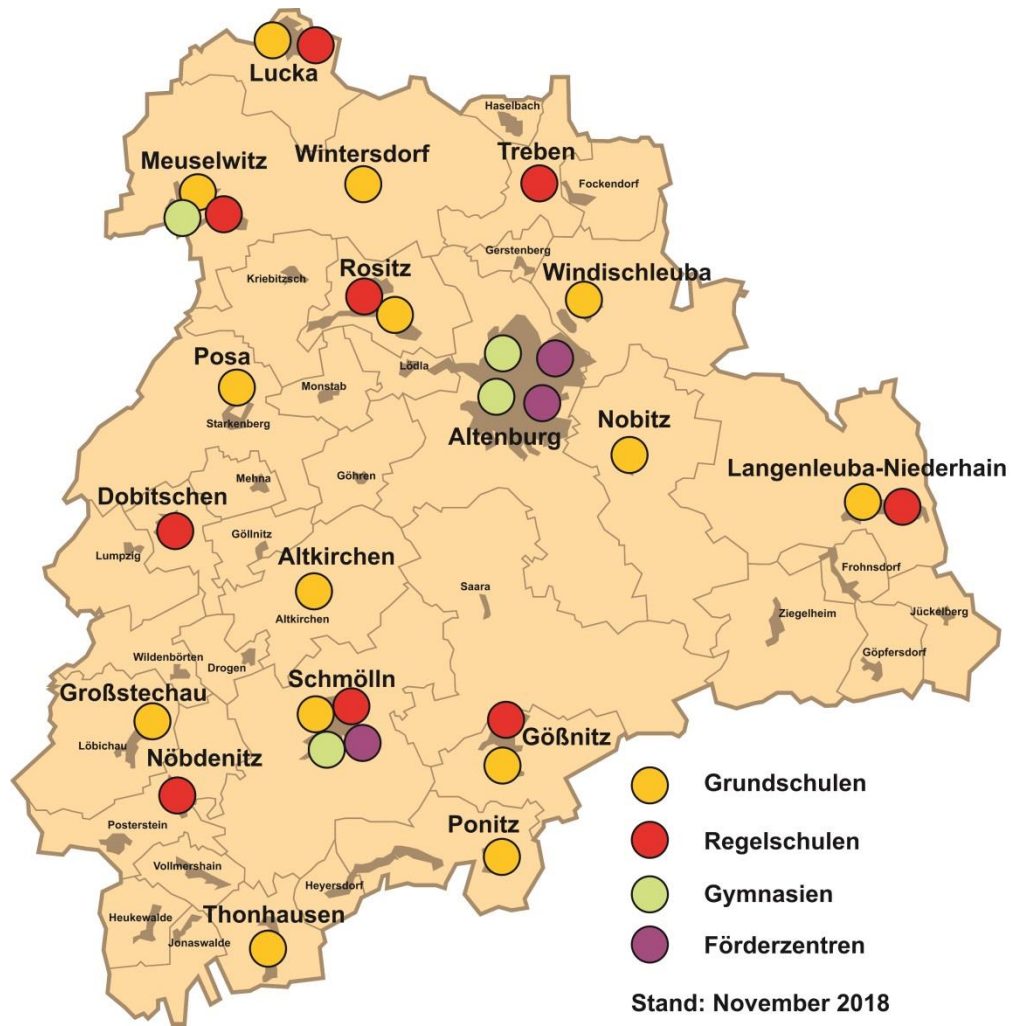 Lucka
Haselbach
Meuselwitz
Wintersdorf
Treben
Fockendorf
Gerstenberg
Kriebitzsch
Rositz
Windischleuba
Posa
Lödla
Monstab
Starkenberg
Altenburg
Nobitz
Langenleuba-Niederhain
Mehna
Göhren
Dobitschen
Göllnitz
Lumpzig
Altkirchen
Frohnsdorf
Saara
Ziegelheim
Jückelberg
Altkirchen
Göpfersdorf
Wildenbörten
Drogen
Schmölln
Großstechau
Löbichau
Gößnitz
Nöbdenitz
Posterstein
Ponitz
Vollmershain
Heyersdorf
Heukewalde
Thonhausen
Jonaswalde
Grundschulen
Regelschulen
Gymnasien
Förderzentren
Stand: November 2018